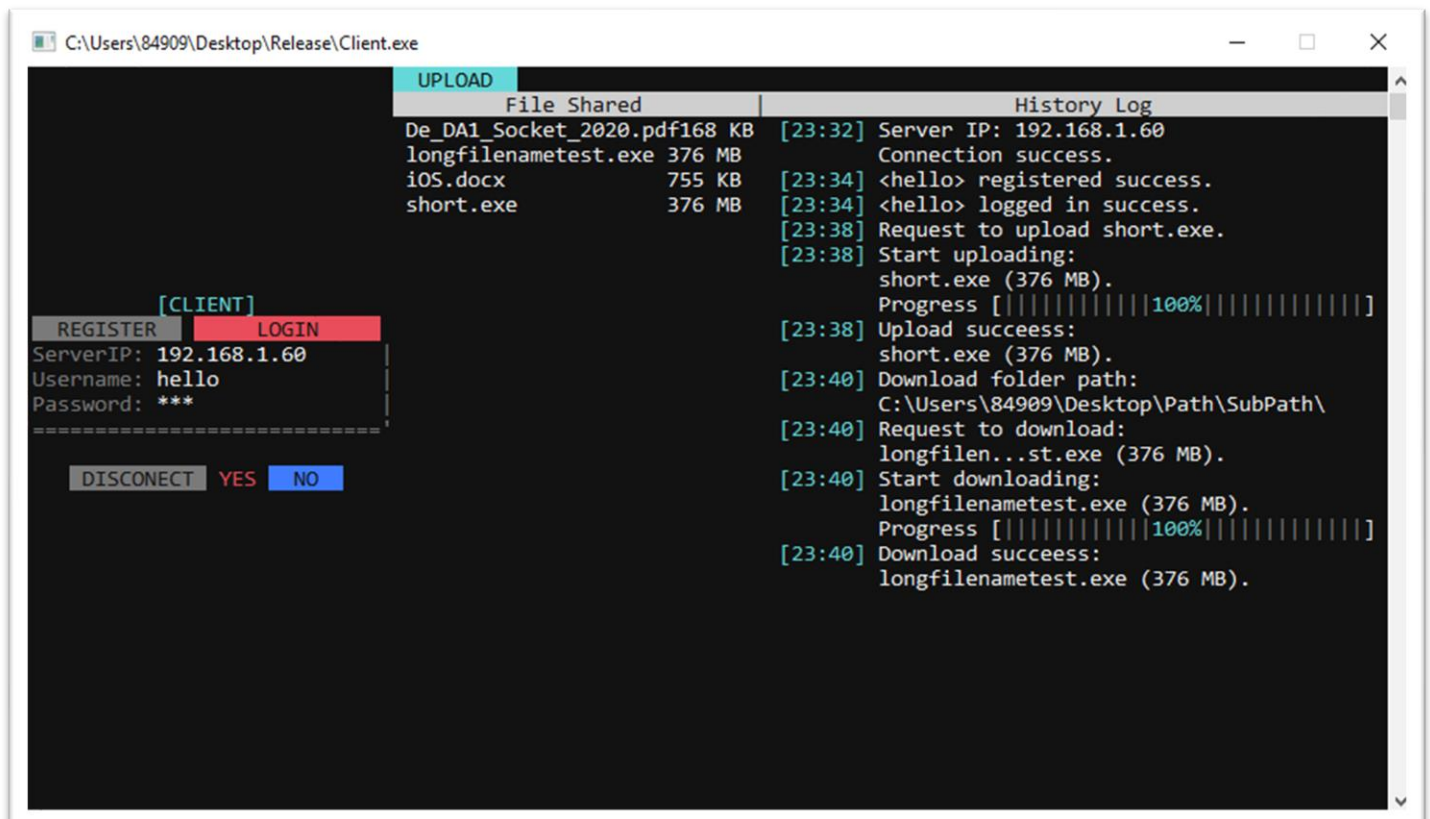 C:\Users\84909\Desktop\Release\Client.exe
UPLOAD
File Shared | History Log
De_DA1_Socket_2020.pdf168 KB
longfilenametest.exe 376 MB
iOS.docx 755 KB
short.exe 376 MB
[CLIENT]
REGISTER LOGIN
ServerIP: 192.168.1.60
Username: hello
Password: ***
DISCONECT YES NO
[23:32] Server IP: 192.168.1.60
Connection success.
[23:34] <hello> registered success.
[23:34] <hello> logged in success.
[23:38] Request to upload short.exe.
[23:38] Start uploading:
short.exe (376 MB).
Progress [||||||||||||100%|||||||||||||]
[23:38] Upload succeess:
short.exe (376 MB).
[23:40] Download folder path:
C:\Users\84909\Desktop\Path\SubPath\
[23:40] Request to download:
longfilen...st.exe (376 MB).
[23:40] Start downloading:
longfilenametest.exe (376 MB).
Progress [||||||||||||100%|||||||||||||]
[23:40] Download succeess:
longfilenametest.exe (376 MB).